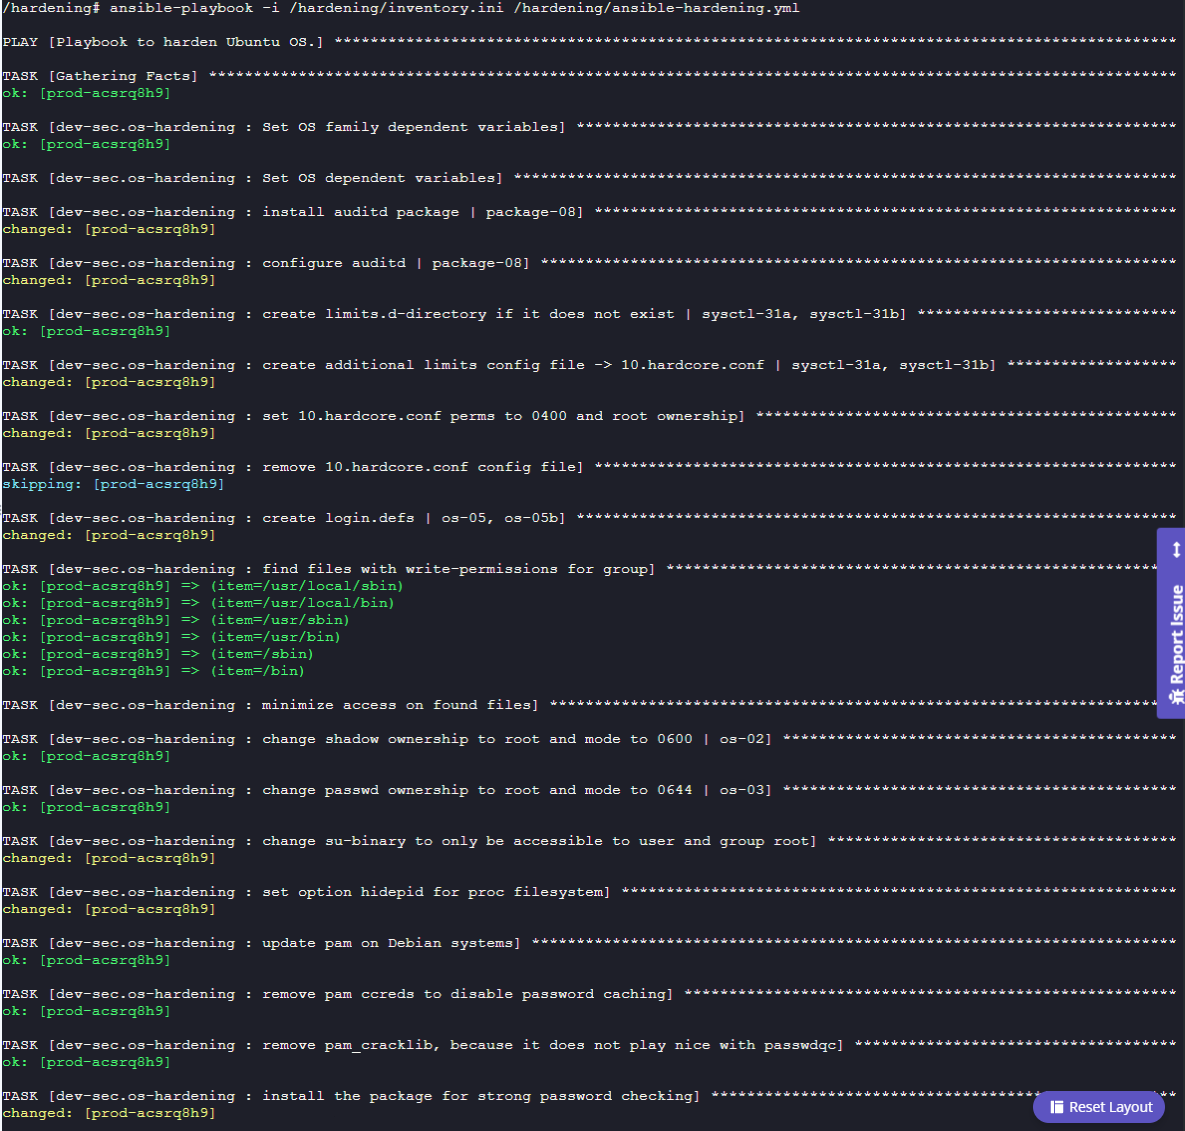 /hardening# ansible-playbook -i /hardening/inventory.ini /hardening/ansible-hardening.yml
PLAY [Playbook to harden Ubuntu OS.] *********************************************************************************************
TASK [Gathering Facts] ***********************************************************************************************************
ok: [prod-acsrq8h9]
TASK [dev-sec.os-hardening : Set OS family dependent variables] ******************************************************************
ok: [prod-acsrq8h9]
TASK [dev-sec.os-hardening : Set OS dependent variables] *************************************************************************
TASK [dev-sec.os-hardening : install auditd package | package-08] ****************************************************************
changed: [prod-acsrq8h9]
TASK [dev-sec.os-hardening : configure auditd | package-08] **********************************************************************
changed: [prod-acsrq8h9]
TASK [dev-sec.os-hardening : create limits.d-directory if it does not exist | sysctl-31a, sysctl-31b] ****************************
ok: [prod-acsrq8h9]
TASK [dev-sec.os-hardening : create additional limits config file -> 10.hardcore.conf | sysctl-31a, sysctl-31b] ******************
changed: [prod-acsrq8h9]
TASK [dev-sec.os-hardening : set 10.hardcore.conf perms to 0400 and root ownership] **********************************************
changed: [prod-acsrq8h9]
TASK [dev-sec.os-hardening : remove 10.hardcore.conf config file] ****************************************************************
skipping: [prod-acsrq8h9]
TASK [dev-sec.os-hardening : create login.defs | os-05, os-05b] ******************************************************************
changed: [prod-acsrq8h9]
TASK [dev-sec.os-hardening : find files with write-permissions for group] ******************************************************
ok: [prod-acsrq8h9] => (item=/usr/local/sbin)
ok: [prod-acsrq8h9] => (item=/usr/local/bin)
ok: [prod-acsrq8h9] => (item=/usr/sbin)
ok: [prod-acsrq8h9] => (item=/usr/bin)
ok: [prod-acsrq8h9] => (item=/sbin)
ok: [prod-acsrq8h9] => (item=/bin)
TASK [dev-sec.os-hardening : minimize access on found files] *******************************************************************
TASK [dev-sec.os-hardening : change shadow ownership to root and mode to 0600 | os-02] *******************************************
ok: [prod-acsrq8h9]
TASK [dev-sec.os-hardening : change passwd ownership to root and mode to 0644 | os-03] *******************************************
ok: [prod-acsrq8h9]
TASK [dev-sec.os-hardening : change su-binary to only be accessible to user and group root] **************************************
changed: [prod-acsrq8h9]
TASK [dev-sec.os-hardening : set option hidepid for proc filesystem] *************************************************************
changed: [prod-acsrq8h9]
TASK [dev-sec.os-hardening : update pam on Debian systems] ***********************************************************************
ok: [prod-acsrq8h9]
TASK [dev-sec.os-hardening : remove pam ccreds to disable password caching] ******************************************************
ok: [prod-acsrq8h9]
TASK [dev-sec.os-hardening : remove pam_cracklib, because it does not play nice with passwdqc] ***********************************
ok: [prod-acsrq8h9]
TASK [dev-sec.os-hardening : install the package for strong password checking] ***************************************************
changed: [prod-acsrq8h9]
Report Issue
Reset Layout